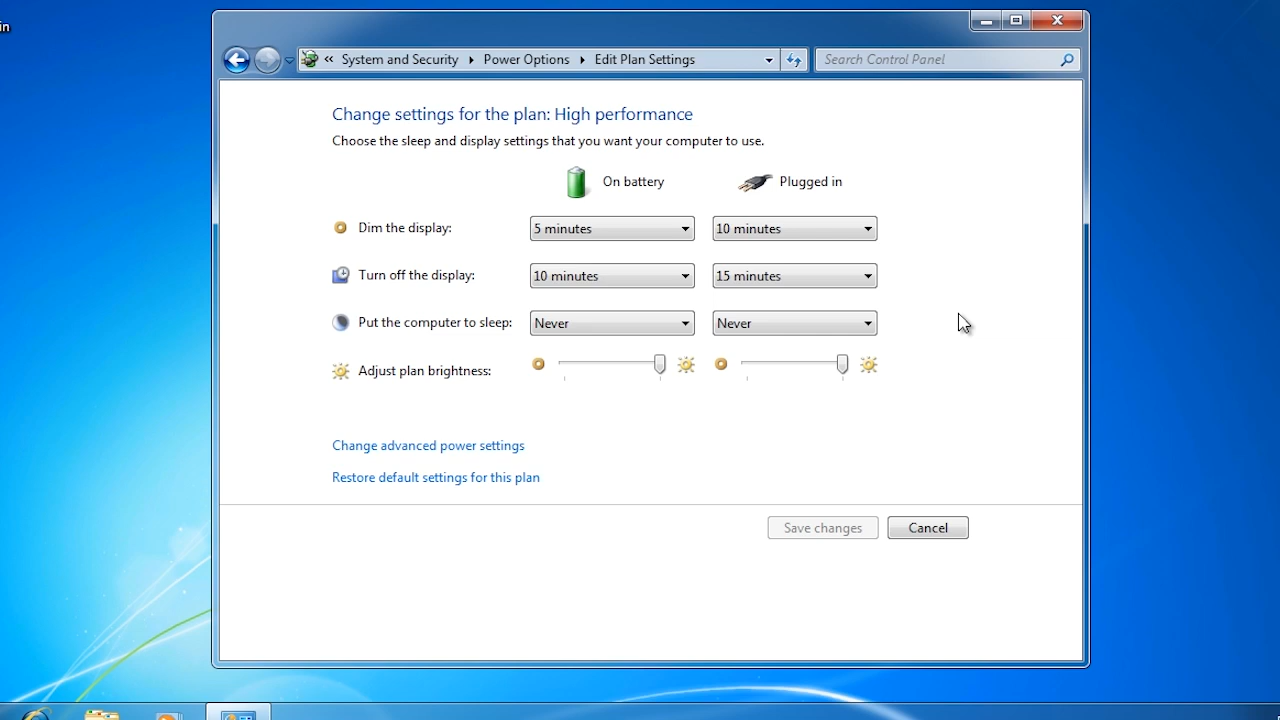 in
« System and Security Power Options Edit Plan Settings Search Control Panel
Change settings for the plan: High performance
Choose the sleep and display settings that you want your computer to use.
On battery Plugged in
Dim the display: 5 minutes 10 minutes
Turn off the display: 10 minutes 15 minutes
Put the computer to sleep: Never Never
Adjust plan brightness:
Change advanced power settings
Restore default settings for this plan
Save changes Cancel